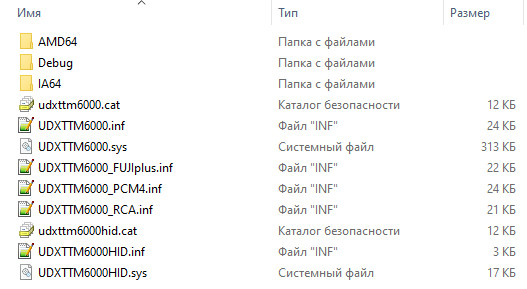 Имя Тип Размер
AMD64 Папка с файлами
Debug Папка с файлами
IA64 Папка с файлами
udxttm6000.cat Каталог безопасности 12 КБ
UDXTTM6000.inf Файл "INF" 24 КБ
UDXTTM6000.sys Системный файл 313 КБ
UDXTTM6000_FUJIplus.inf Файл "INF" 22 КБ
UDXTTM6000_PCM4.inf Файл "INF" 24 КБ
UDXTTM6000_RCA.inf Файл "INF" 21 КБ
udxttm6000hid.cat Каталог безопасности 12 КБ
UDXTTM6000HID.inf Файл "INF" 3 КБ
UDXTTM6000HID.sys Системный файл 17 КБ